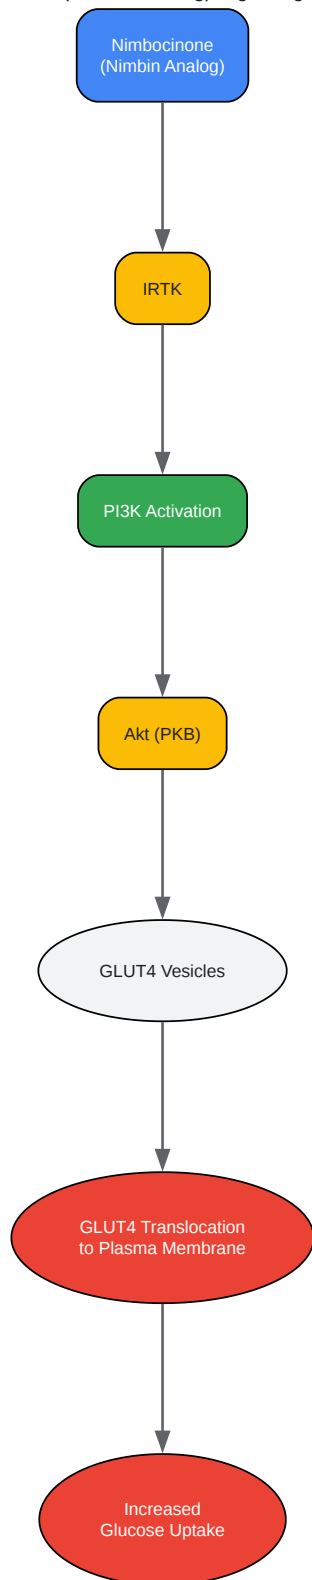 Nimbocinone
(Nimbin Analog)
IRTK
PI3K Activation
Akt (PKB)
GLUT4 Vesicles
GLUT4 Translocation
to Plasma Membrane
Increased
Glucose Uptake